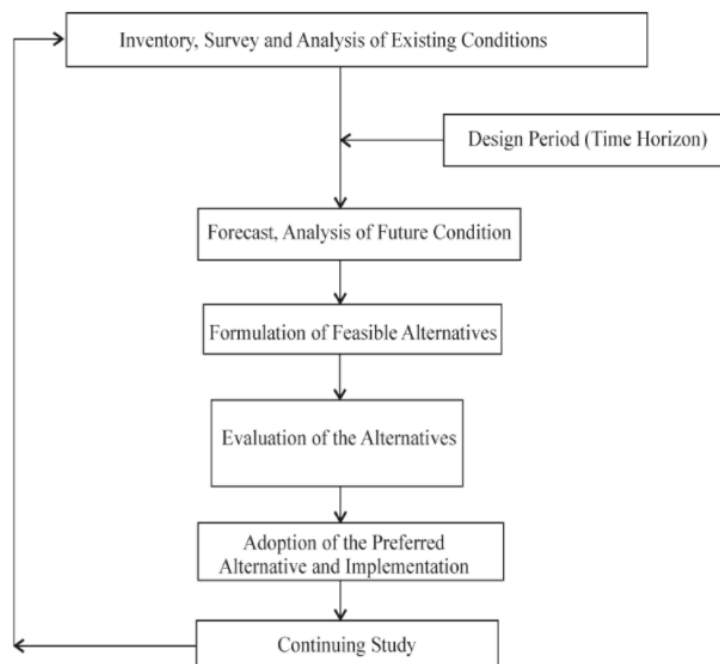 Inventory, Survey and Analysis of Existing Conditions
Design Period (Time Horizon)
Forecast, Analysis of Future Condition
Formulation of Feasible Alternatives
Evaluation of the Alternatives
Adoption of the Preferred
Alternative and Implementation
Continuing Study